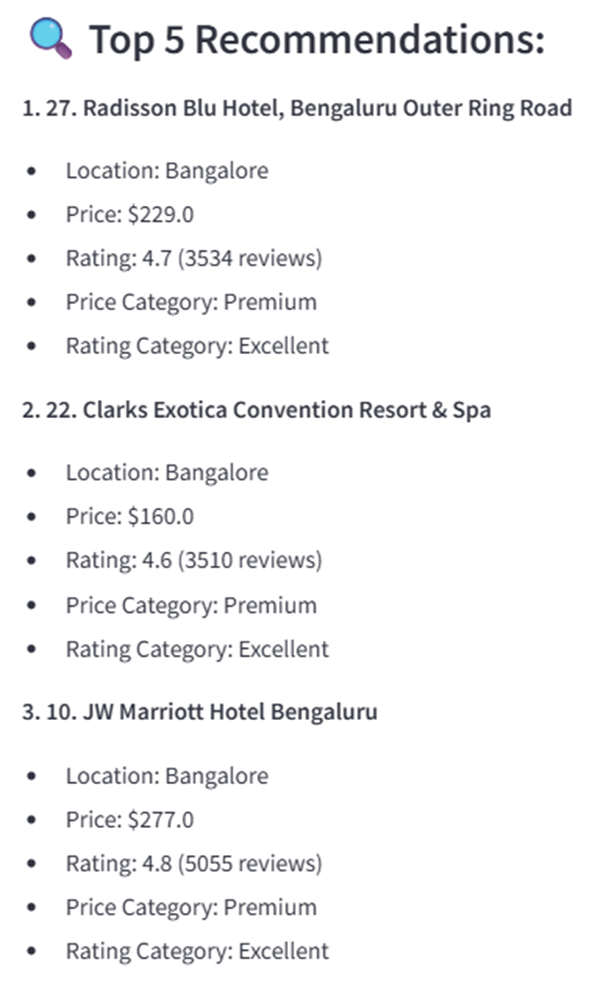 Top 5 Recommendations:
1. 27. Radisson Blu Hotel, Bengaluru Outer Ring Road
• Location: Bangalore
• Price: $229.0
• Rating: 4.7 (3534 reviews)
• Price Category: Premium
• Rating Category: Excellent
2. 22. Clarks Exotica Convention Resort & Spa
• Location: Bangalore
• Price: $160.0
• Rating: 4.6 (3510 reviews)
• Price Category: Premium
• Rating Category: Excellent
3. 10. JW Marriott Hotel Bengaluru
• Location: Bangalore
• Price: $277.0
• Rating: 4.8 (5055 reviews)
• Price Category: Premium
• Rating Category: Excellent